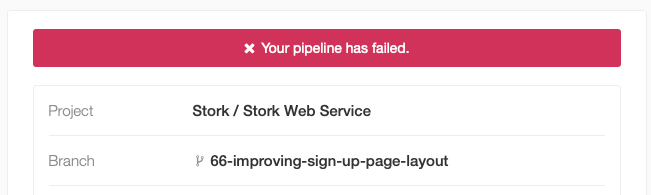 Your pipeline has failed.
Project Stork / Stork Web Service
Branch 66-improving-sign-up-page-layout